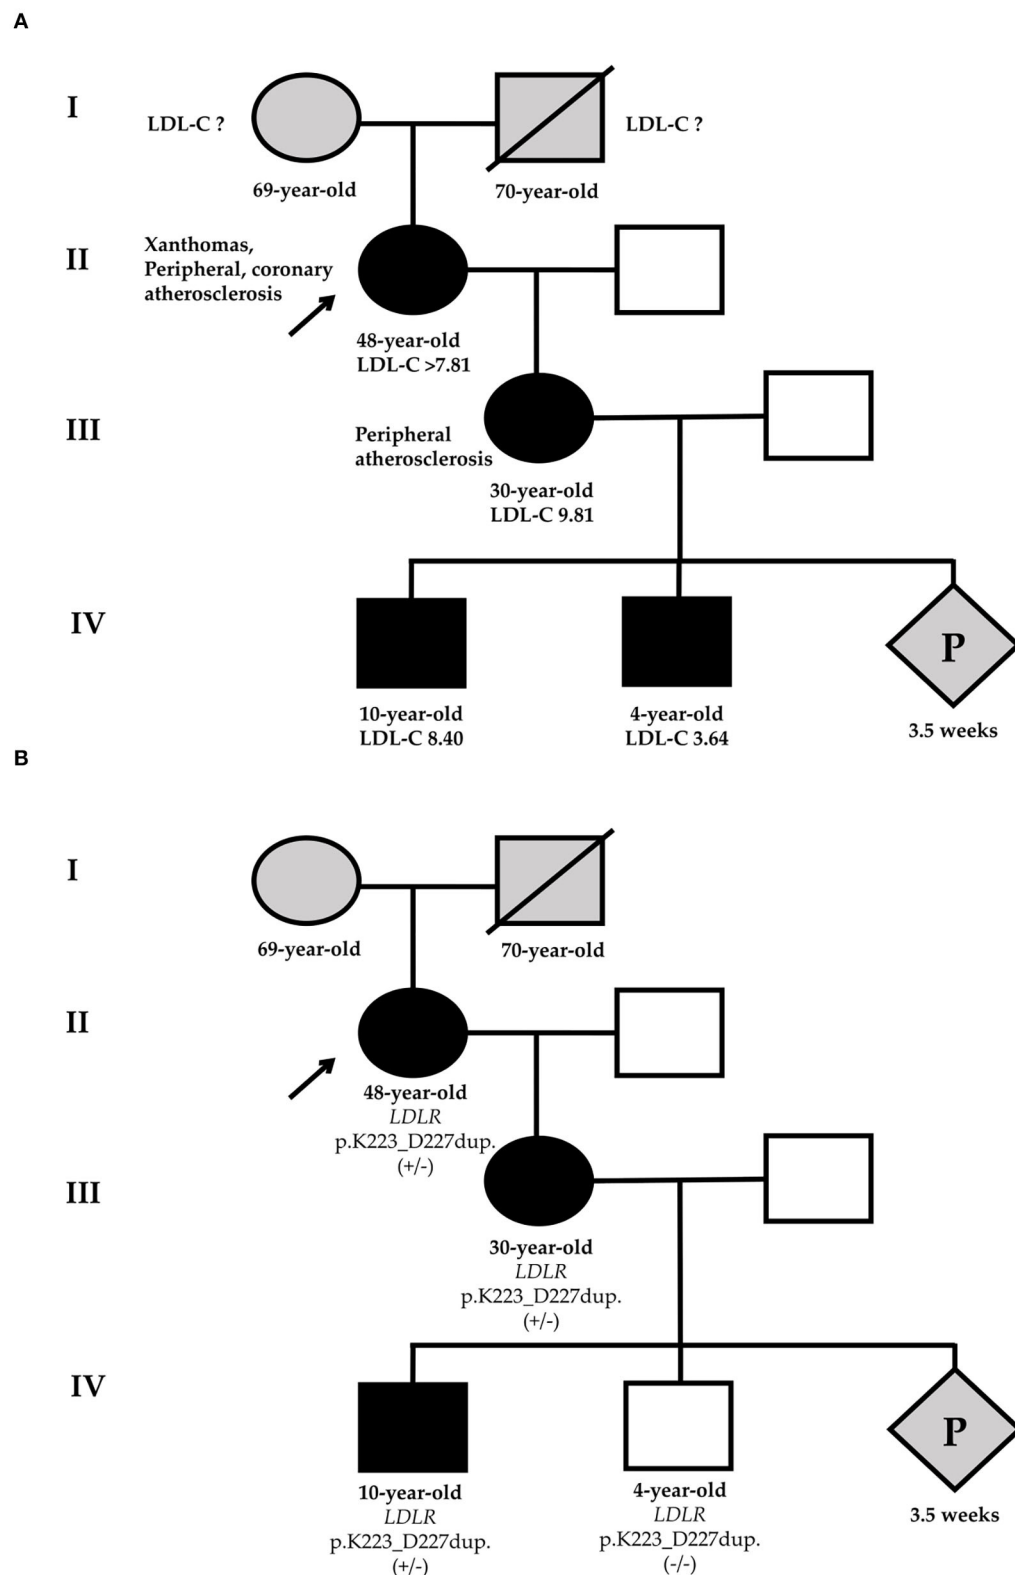 A
I
LDL-C ?
LDL-C ?
69-year-old
70-year-old
II
Xanthomas,
Peripheral, coronary
atherosclerosis
48-year-old
LDL-C >7.81
III
Peripheral
atherosclerosis
30-year-old
LDL-C 9.81
IV
P
10-year-old
LDL-C 8.40
4-year-old
LDL-C 3.64
3.5 weeks
B
I
69-year-old
70-year-old
II
48-year-old
LDLR
p.K223_D227dup.
(+/-)
III
30-year-old
LDLR
p.K223_D227dup.
(+/-)
IV
P
10-year-old
LDLR
p.K223_D227dup.
(+/-)
4-year-old
LDLR
p.K223_D227dup.
(-/-)
3.5 weeks